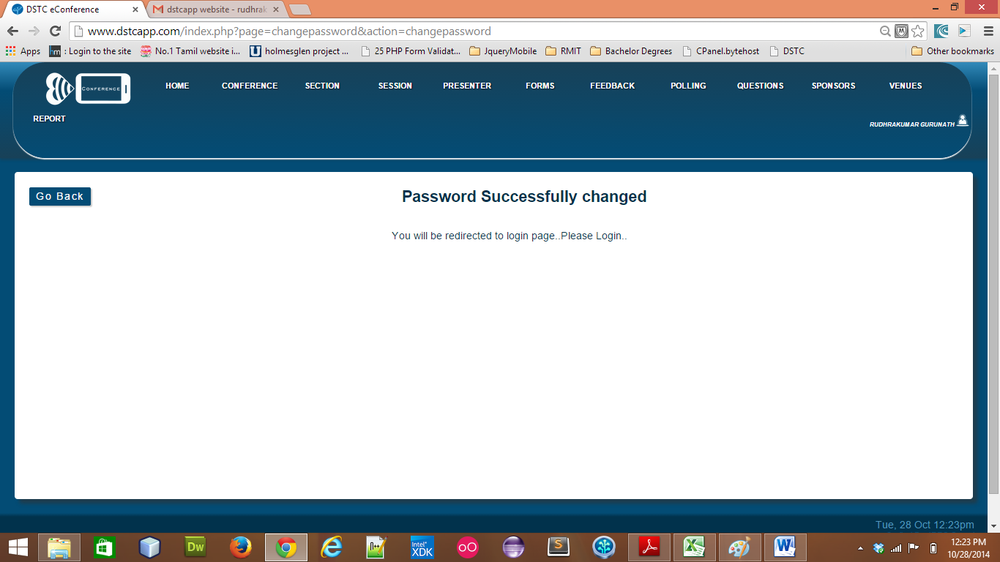 DSTC eConference
dstcapp website - rudhrak
www.dstcapp.com/index.php?page=changepassword&action=changepassword
Apps hm : Login to the site No.1 Tamil website i... holmesglen project ... 25 PHP Form Validat... JqueryMobile RMIT Bachelor Degrees CPanel.bytehost DSTC Other bookmarks
CONFERENCE HOME CONFERENCE SECTION SESSION PRESENTER FORMS FEEDBACK POLLING QUESTIONS SPONSORS VENUES
REPORT RUDHRAKUMAR GURUNATH
Go Back Password Successfully changed
You will be redirected to login page..Please Login..
Tue, 28 Oct 12:23pm
Dw
intel XDK
S
12:23 PM
10/28/2014